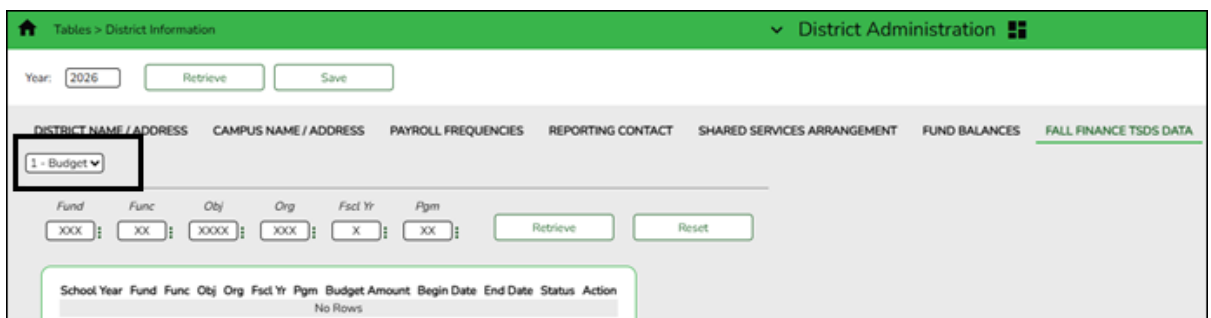 Tables > District Information District Administration
Year: 2026 Retrieve Save
DISTRICT NAME / ADDRESS CAMPUS NAME / ADDRESS PAYROLL FREQUENCIES REPORTING CONTACT SHARED SERVICES ARRANGEMENT FUND BALANCES FALL FINANCE TSDS DATA
1 - Budget
Fund Func Obj Org Fscl Yr Pgm
XXX XX XXXX XXX X XX Retrieve Reset
School Year Fund Func Obj Org Fscl Yr Pgm Budget Amount Begin Date End Date Status Action
No Rows